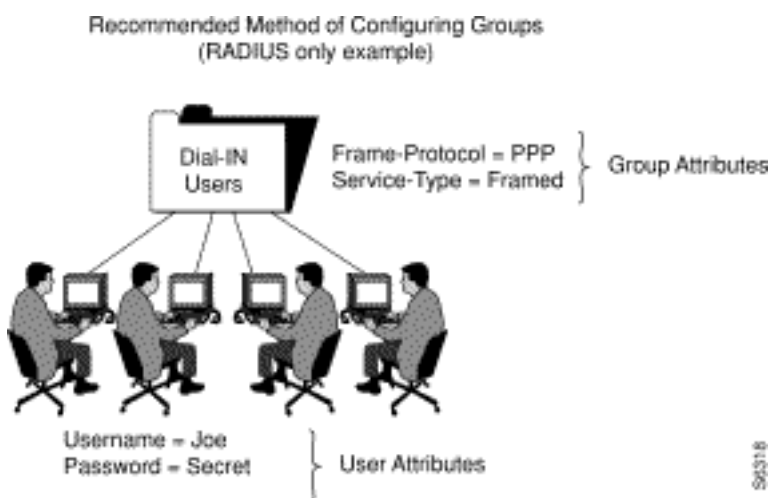 Recommended Method of Configuring Groups
(RADIUS only example)
Dial-IN
Users
Frame-Protocol = PPP
Service-Type = Framed
Group Attributes
Username = Joe
Password = Secret
User Attributes
S6318